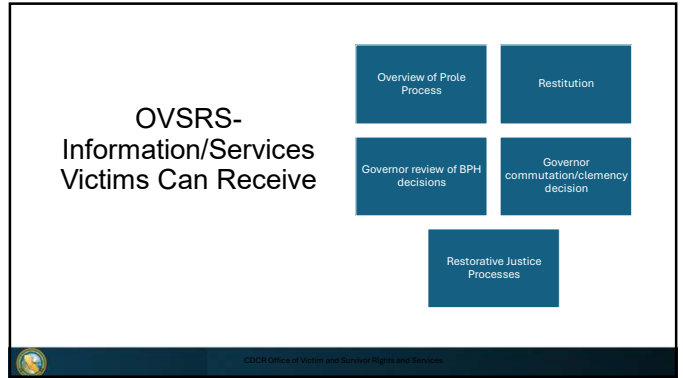 OVSRS-
Information/Services
Victims Can Receive
Overview of Prole
Process
Restitution
Governor review of BPH
decisions
Governor
commutation/clemency
decision
Restorative Justice
Processes
CDCR Office of Victim and Survivor Rights and Services